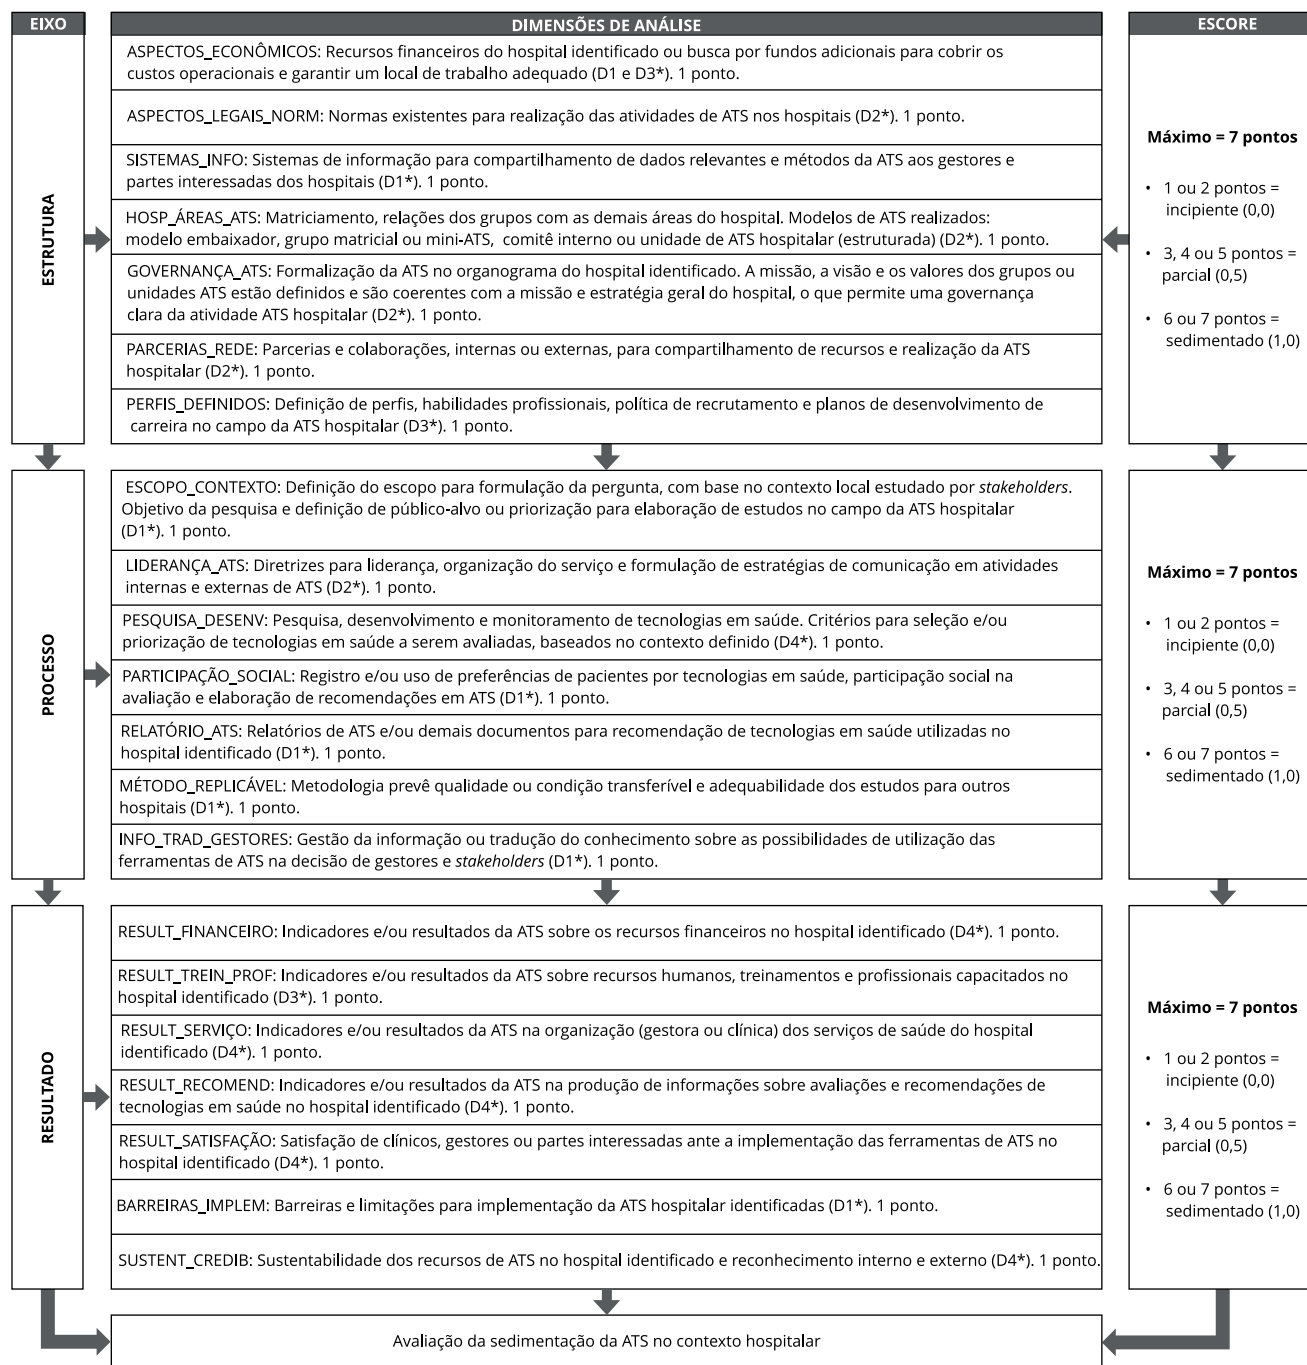 EIXO
DIMENSÕES DE ANÁLISE
ESCORE
ESTRUTURA
ASPECTOS_ECONÔMICOS: Recursos financeiros do hospital identificado ou busca por fundos adicionais para cobrir os
custos operacionais e garantir um local de trabalho adequado (D1 e D3*). 1 ponto.
ASPECTOS_LEGAIS_NORM: Normas existentes para realização das atividades de ATS nos hospitais (D2*). 1 ponto.
SISTEMAS_INFO: Sistemas de informação para compartilhamento de dados relevantes e métodos da ATS aos gestores e
partes interessadas dos hospitais (D1*). 1 ponto.
HOSP_ÁREAS_ATS: Matriciamento, relações dos grupos com as demais áreas do hospital. Modelos de ATS realizados:
modelo embaixador, grupo matricial ou mini-ATS, comitê interno ou unidade de ATS hospitalar (estruturada) (D2*). 1 ponto.
GOVERNANÇA_ATS: Formalização da ATS no organograma do hospital identificado. A missão, a visão e os valores dos grupos ou
unidades ATS estão definidos e são coerentes com a missão e estratégia geral do hospital, o que permite uma governança
clara da atividade ATS hospitalar (D2*). 1 ponto.
PARCERIAS_REDE: Parcerias e colaborações, internas ou externas, para compartilhamento de recursos e realização da ATS
hospitalar (D2*). 1 ponto.
PERFIS_DEFINIDOS: Definição de perfis, habilidades profissionais, política de recrutamento e planos de desenvolvimento de
carreira no campo da ATS hospitalar (D3*). 1 ponto.
Máximo = 7 pontos
• 1 ou 2 pontos =
incipiente (0,0)
• 3, 4 ou 5 pontos =
parcial (0,5)
• 6 ou 7 pontos =
sedimentado (1,0)
PROCESSO
ESCOPO_CONTEXTO: Definição do escopo para formulação da pergunta, com base no contexto local estudado por stakeholders.
Objetivo da pesquisa e definição de público-alvo ou priorização para elaboração de estudos no campo da ATS hospitalar
(D1*). 1 ponto.
LIDERANÇA_ATS: Diretrizes para liderança, organização do serviço e formulação de estratégias de comunicação em atividades
internas e externas de ATS (D2*). 1 ponto.
PESQUISA_DESENV: Pesquisa, desenvolvimento e monitoramento de tecnologias em saúde. Critérios para seleção e/ou
priorização de tecnologias em saúde a serem avaliadas, baseados no contexto definido (D4*). 1 ponto.
PARTICIPAÇÃO_SOCIAL: Registro e/ou uso de preferências de pacientes por tecnologias em saúde, participação social na
avaliação e elaboração de recomendações em ATS (D1*). 1 ponto.
RELATÓRIO_ATS: Relatórios de ATS e/ou demais documentos para recomendação de tecnologias em saúde utilizadas no
hospital identificado (D1*). 1 ponto.
MÉTODO_REPLICÁVEL: Metodologia prevê qualidade ou condição transferível e adequabilidade dos estudos para outros
hospitais (D1*). 1 ponto.
INFO_TRAD_GESTORES: Gestão da informação ou tradução do conhecimento sobre as possibilidades de utilização das
ferramentas de ATS na decisão de gestores e stakeholders (D1*). 1 ponto.
Máximo = 7 pontos
• 1 ou 2 pontos =
incipiente (0,0)
• 3, 4 ou 5 pontos =
parcial (0,5)
• 6 ou 7 pontos =
sedimentado (1,0)
RESULTADO
RESULT_FINANCEIRO: Indicadores e/ou resultados da ATS sobre os recursos financeiros no hospital identificado (D4*). 1 ponto.
RESULT_TREIN_PROF: Indicadores e/ou resultados da ATS sobre recursos humanos, treinamentos e profissionais capacitados no
hospital identificado (D3*). 1 ponto.
RESULT_SERVIÇO: Indicadores e/ou resultados da ATS na organização (gestora ou clínica) dos serviços de saúde do hospital
identificado (D4*). 1 ponto.
RESULT_RECOMEND: Indicadores e/ou resultados da ATS na produção de informações sobre avaliações e recomendações de
tecnologias em saúde no hospital identificado (D4*). 1 ponto.
RESULT_SATISFAÇÃO: Satisfação de clínicos, gestores ou partes interessadas ante a implementação das ferramentas de ATS no
hospital identificado (D4*). 1 ponto.
BARREIRAS_IMPLEM: Barreiras e limitações para implementação da ATS hospitalar identificadas (D1*). 1 ponto.
SUSTENT_CREDIB: Sustentabilidade dos recursos de ATS no hospital identificado e reconhecimento interno e externo (D4*). 1 ponto.
Máximo = 7 pontos
• 1 ou 2 pontos =
incipiente (0,0)
• 3, 4 ou 5 pontos =
parcial (0,5)
• 6 ou 7 pontos =
sedimentado (1,0)
Avaliação da sedimentação da ATS no contexto hospitalar